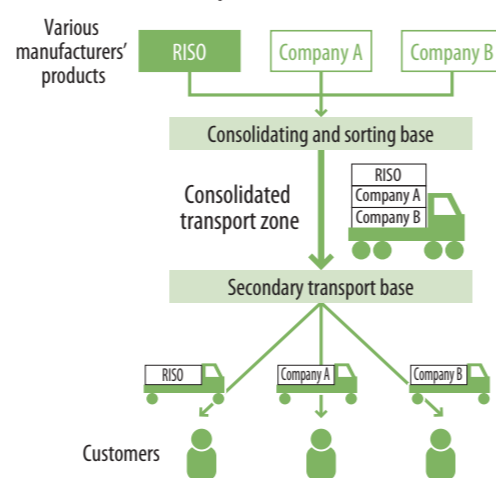 Various
manufacturers'
products
RISO
Company A
Company B
Consolidating and sorting base
Consolidated
transport zone
RISO
Company A
Company B
Secondary transport base
RISO
Company A
Company B
Customers